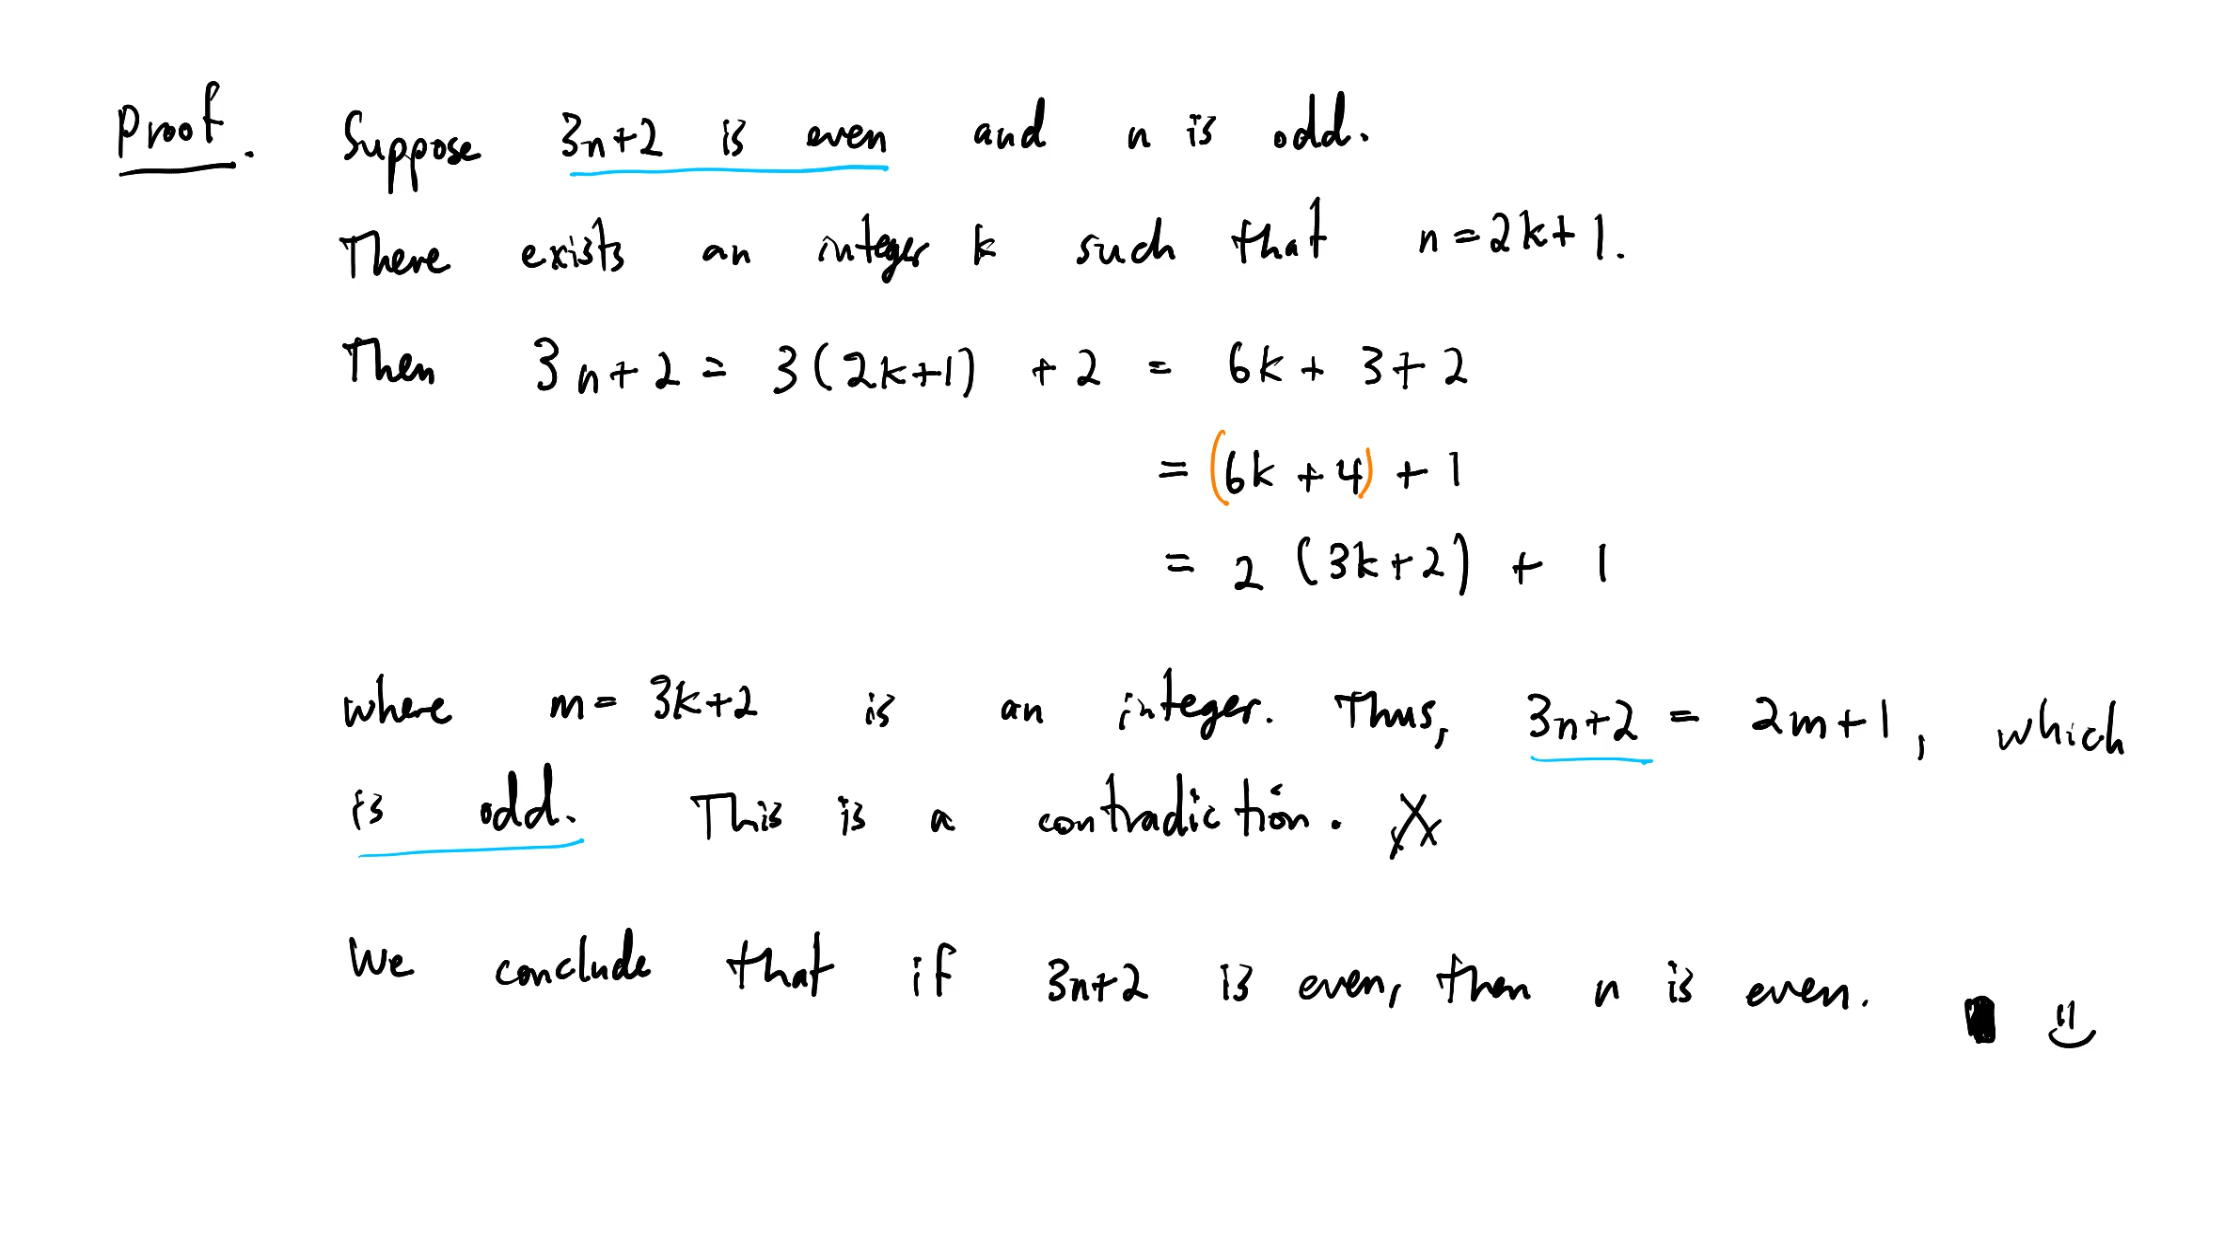 Proof. Suppose 3n+2 is even and n is odd.
There exists an integer k such that n=2k+1.
Then 3n+2 = 3(2k+1) + 2 = 6k + 3+2
= (6k+4) + 1
= 2 (3k+2) + 1
where m= 3k+2 is an integer. Thus, 3n+2 = 2m+1, which
is odd. This is a contradiction.
We conclude that if 3n+2 is even, then n is even.